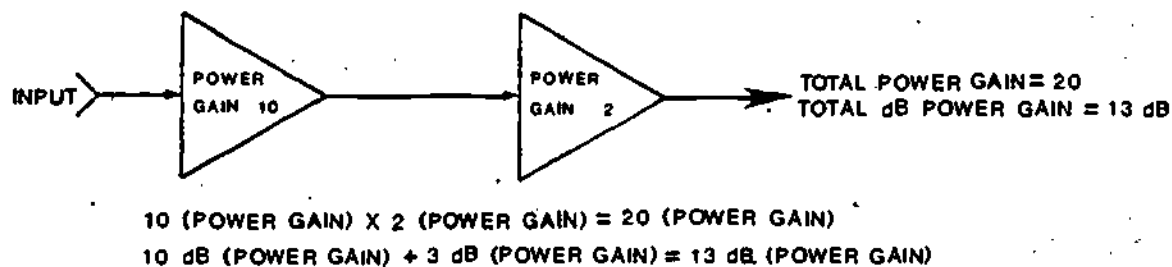 INPUT
POWER
GAIN 10
POWER
GAIN 2
TOTAL POWER GAIN = 20
TOTAL dB POWER GAIN = 13 dB
10 (POWER GAIN) X 2 (POWER GAIN) = 20 (POWER GAIN)
10 dB (POWER GAIN) + 3 dB (POWER GAIN) = 13 dB (POWER GAIN)